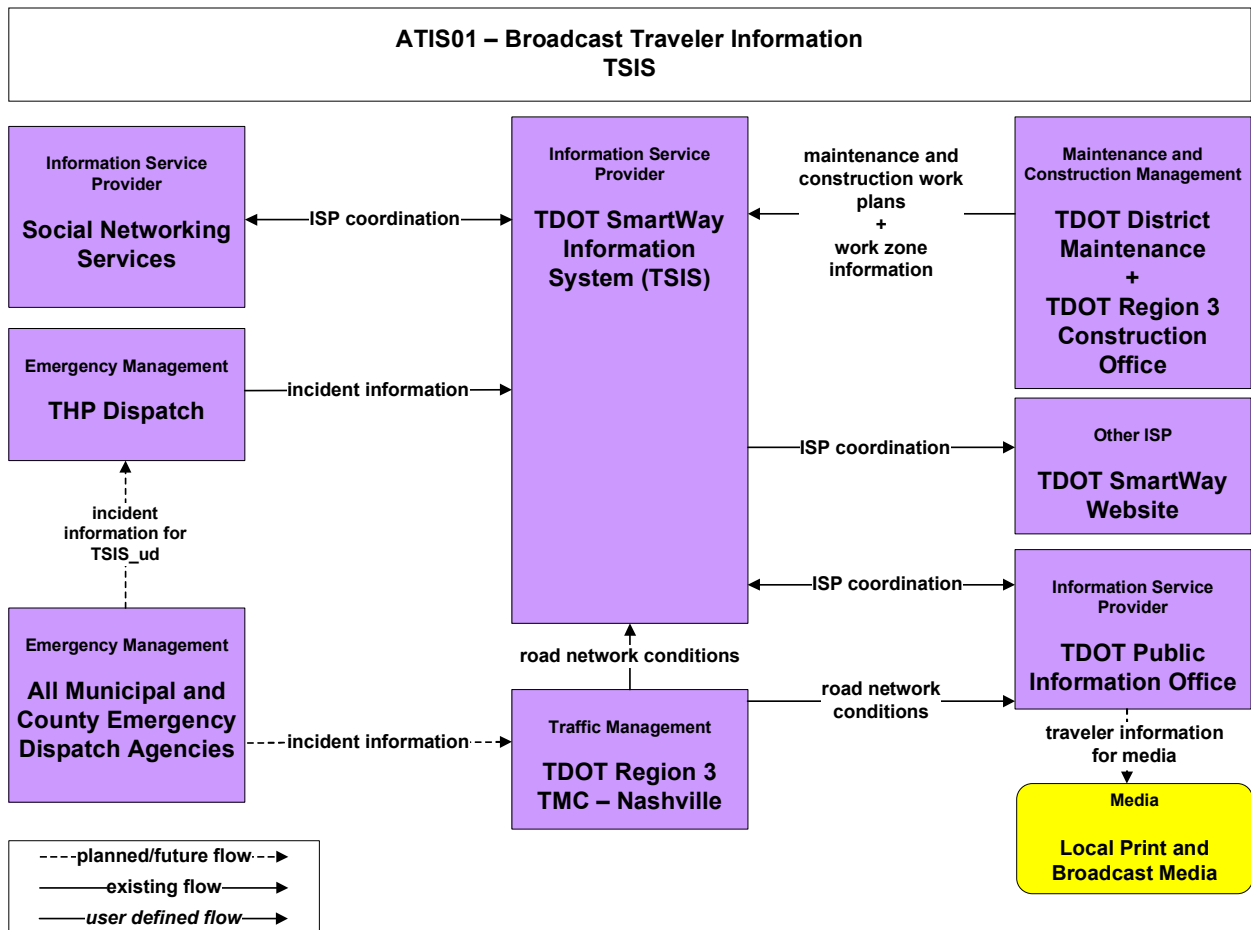 ATIS01 – Broadcast Traveler Information
TSIS
Information Service
Provider
Social Networking
Services
ISP coordination
Information Service
Provider
TDOT SmartWay
Information
System (TSIS)
maintenance and
construction work
plans
+
work zone
information
Maintenance and
Construction Management
TDOT District
Maintenance
+
TDOT Region 3
Construction
Office
Emergency Management
THP Dispatch
incident information
ISP coordination
Other ISP
TDOT SmartWay
Website
incident
information for
TSIS_ud
ISP coordination
Information Service
Provider
TDOT Public
Information Office
Emergency Management
All Municipal and
County Emergency
Dispatch Agencies
incident information
road network conditions
Traffic Management
TDOT Region 3
TMC – Nashville
road network
conditions
traveler information
for media
Media
Local Print and
Broadcast Media
planned/future flow
existing flow
user defined flow